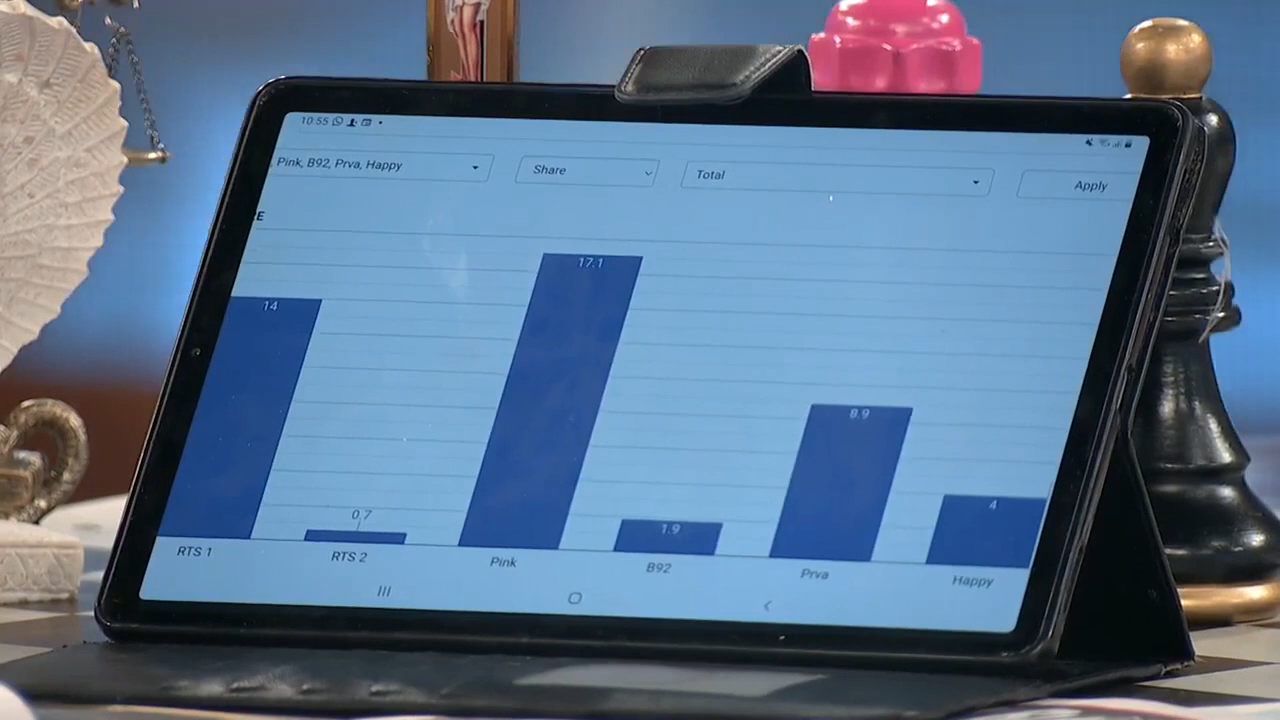 10:55
Pink, B92, Prva, Happy
Share
Total
Apply
E
14
0,7
17.1
1.9
8.9
4
RTS 1
RTS 2
Pink
B92
Prva
Happy